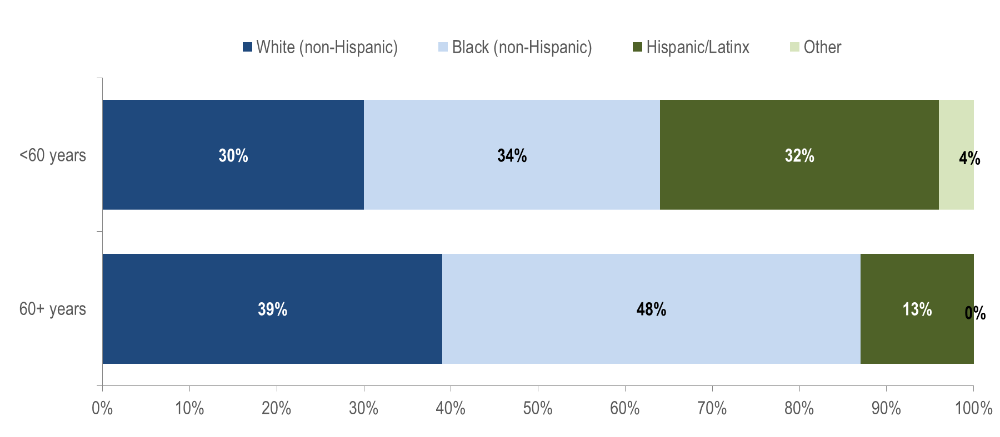 White (non-Hispanic) Black (non-Hispanic) Hispanic/Latinx Other
<60 years 30% 34% 32% 4%
60+ years 39% 48% 13% 0%
0% 10% 20% 30% 40% 50% 60% 70% 80% 90% 100%